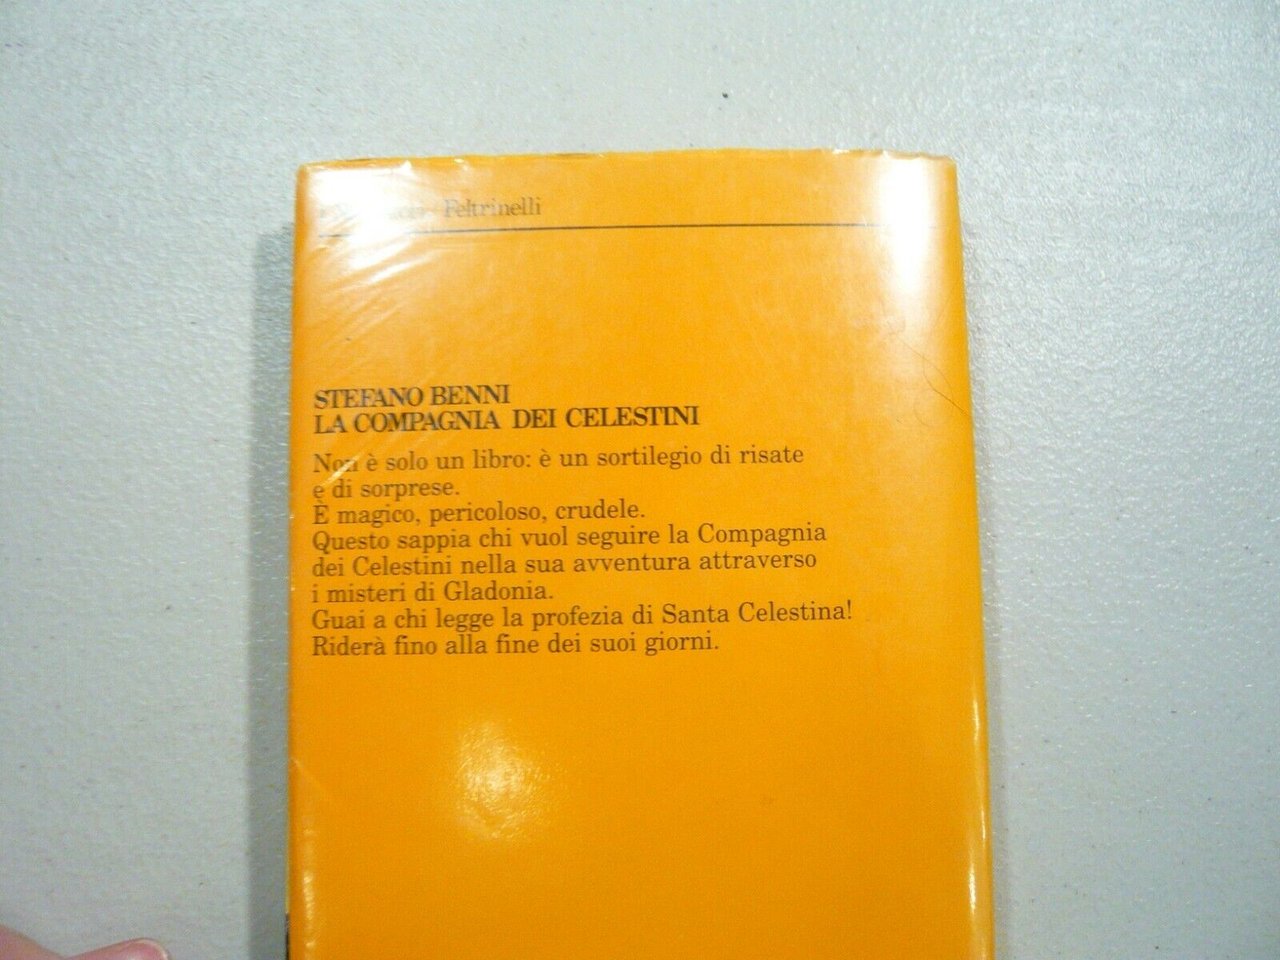 Feltrinelli
STEFANO BENNI
LA COMPAGNIA DEI CELESTINI
Non è solo un libro: è un sortilegio di risate
e di sorprese.
È magico, pericoloso, crudele.
Questo sappia chi vuol seguire la Compagnia
dei Celestini nella sua avventura attraverso
i misteri di Gladonia.
Guai a chi legge la profezia di Santa Celestina!
Riderà fino alla fine dei suoi giorni.